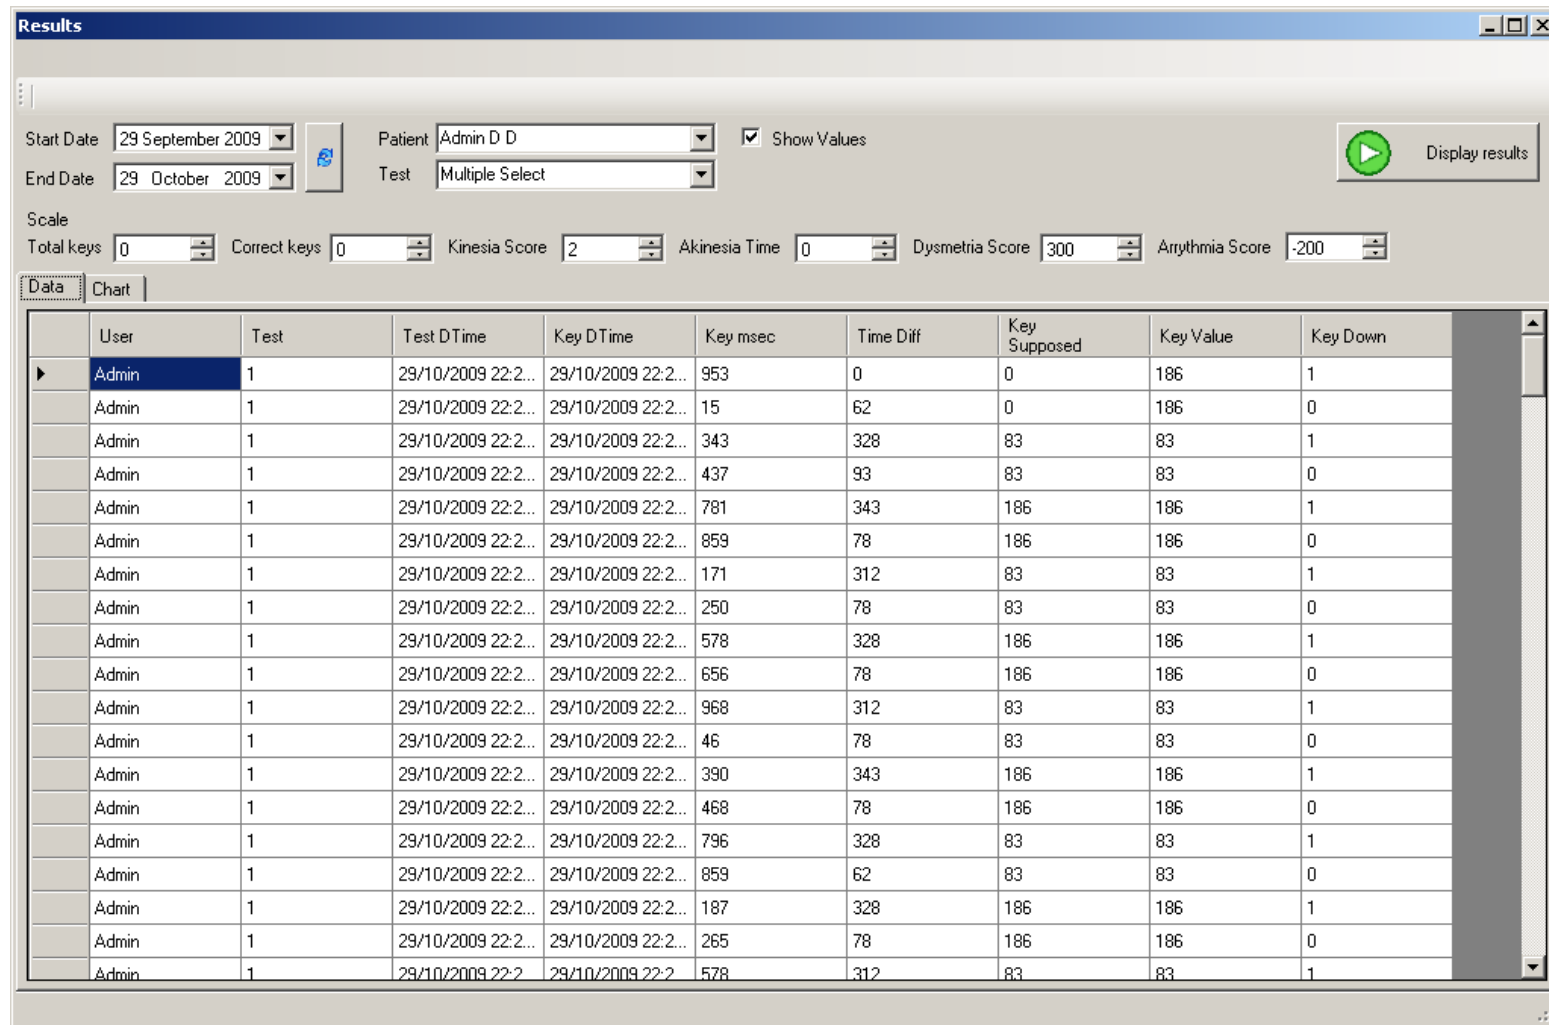 Results
Start Date 29 September 2009 Patient Admin D D Show Values Display results
End Date 29 October 2009 Test Multiple Select
Scale
Total keys 0 Correct keys 0 Kinesia Score 2 Akinesia Time 0 Dysmetria Score 300 Arrythmia Score -200
Data Chart
User Test Test DTime Key DTime Key msec Time Diff Key Supposed Key Value Key Down
Admin 1 29/10/2009 22:2... 29/10/2009 22:2... 953 0 0 186 1
Admin 1 29/10/2009 22:2... 29/10/2009 22:2... 15 62 0 186 0
Admin 1 29/10/2009 22:2... 29/10/2009 22:2... 343 328 83 83 1
Admin 1 29/10/2009 22:2... 29/10/2009 22:2... 437 93 83 83 0
Admin 1 29/10/2009 22:2... 29/10/2009 22:2... 781 343 186 186 1
Admin 1 29/10/2009 22:2... 29/10/2009 22:2... 859 78 186 186 0
Admin 1 29/10/2009 22:2... 29/10/2009 22:2... 171 312 83 83 1
Admin 1 29/10/2009 22:2... 29/10/2009 22:2... 250 78 83 83 0
Admin 1 29/10/2009 22:2... 29/10/2009 22:2... 578 328 186 186 1
Admin 1 29/10/2009 22:2... 29/10/2009 22:2... 656 78 186 186 0
Admin 1 29/10/2009 22:2... 29/10/2009 22:2... 968 312 83 83 1
Admin 1 29/10/2009 22:2... 29/10/2009 22:2... 46 78 83 83 0
Admin 1 29/10/2009 22:2... 29/10/2009 22:2... 390 343 186 186 1
Admin 1 29/10/2009 22:2... 29/10/2009 22:2... 468 78 186 186 0
Admin 1 29/10/2009 22:2... 29/10/2009 22:2... 796 328 83 83 1
Admin 1 29/10/2009 22:2... 29/10/2009 22:2... 859 62 83 83 0
Admin 1 29/10/2009 22:2... 29/10/2009 22:2... 187 328 186 186 1
Admin 1 29/10/2009 22:2... 29/10/2009 22:2... 265 78 186 186 0
Admin 1 29/10/2009 22:2 29/10/2009 22:2 578 312 83 83 1